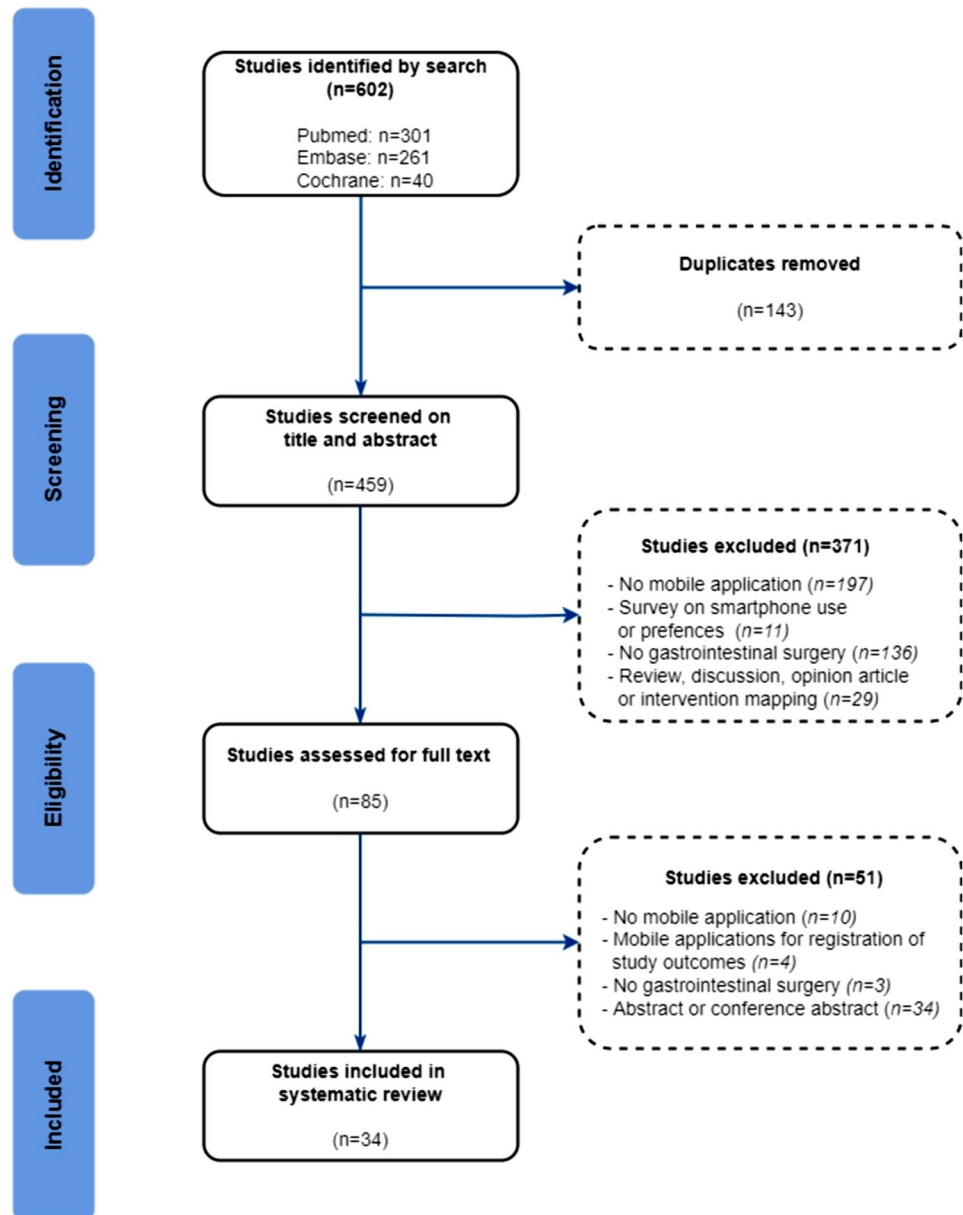 Identification
Studies identified by search
(n=602)
Pubmed: n=301
Embase: n=261
Cochrane: n=40
Duplicates removed
(n=143)
Screening
Studies screened on
title and abstract
(n=459)
Studies excluded (n=371)
- No mobile application (n=197)
- Survey on smartphone use
or prefences (n=11)
- No gastrointestinal surgery (n=136)
- Review, discussion, opinion article
or intervention mapping (n=29)
Eligibility
Studies assessed for full text
(n=85)
Studies excluded (n=51)
- No mobile application (n=10)
- Mobile applications for registration of
study outcomes (n=4)
- No gastrointestinal surgery (n=3)
- Abstract or conference abstract (n=34)
Included
Studies included in
systematic review
(n=34)